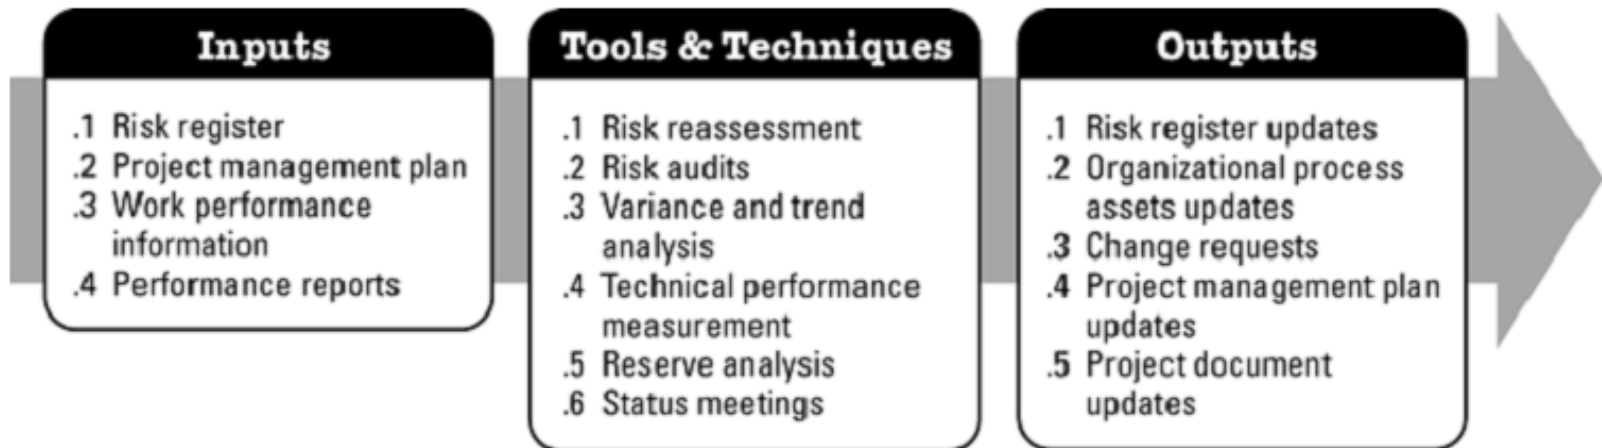 Inputs
.1 Risk register
.2 Project management plan
.3 Work performance
information
.4 Performance reports
Tools & Techniques
.1 Risk reassessment
.2 Risk audits
.3 Variance and trend
analysis
.4 Technical performance
measurement
.5 Reserve analysis
.6 Status meetings
Outputs
.1 Risk register updates
.2 Organizational process
assets updates
.3 Change requests
.4 Project management plan
updates
.5 Project document
updates